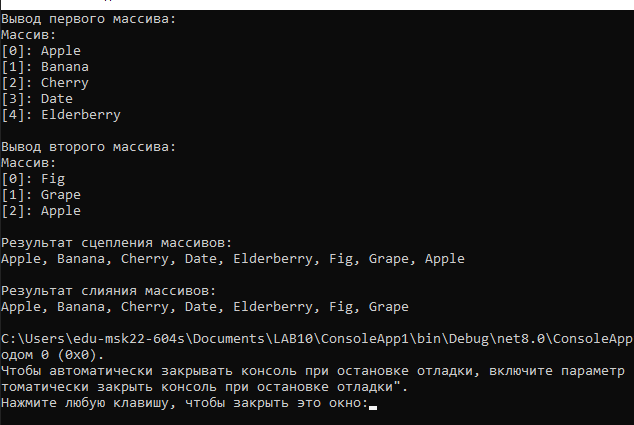 Вывод первого массива:
Массив:
[0]: Apple
[1]: Banana
[2]: Cherry
[3]: Date
[4]: Elderberry
Вывод второго массива:
Массив:
[0]: Fig
[1]: Grape
[2]: Apple
Результат сцепления массивов:
Apple, Banana, Cherry, Date, Elderberry, Fig, Grape, Apple
Результат слияния массивов:
Apple, Banana, Cherry, Date, Elderberry, Fig, Grape
C:\Users\edu-msk22-604s\Documents\LAB10\ConsoleApp1\bin\Debug\net8.0\ConsoleApp
одом 0 (0x0).
Чтобы автоматически закрывать консоль при остановке отладки, включите параметр
томатически закрыть консоль при остановке отладки".
Нажмите любую клавишу, чтобы закрыть это окно: